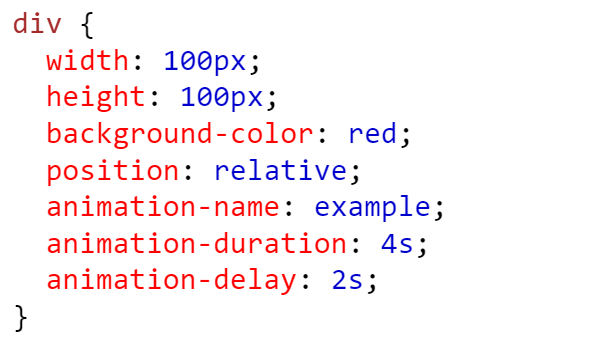 div {
  width: 100px;
  height: 100px;
  background-color: red;
  position: relative;
  animation-name: example;
  animation-duration: 4s;
  animation-delay: 2s;
}